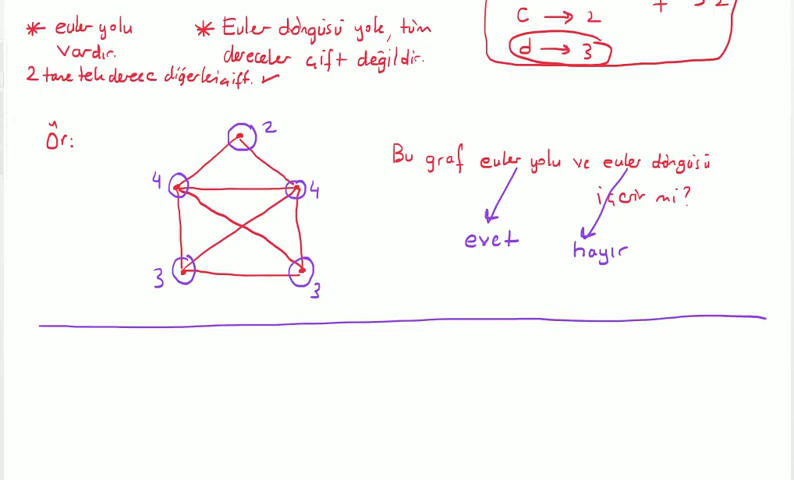 * euler yolu
vardır.
2 tane tek derece diğerleri çift. ✓
* Euler döngüsü yok, tüm
dereceler çift değildir.
c → 2
d → 3
Ör:
2
4
4
3
3
Bu graf euler yolu ve euler döngüsü
içerir mi?
evet
hayır